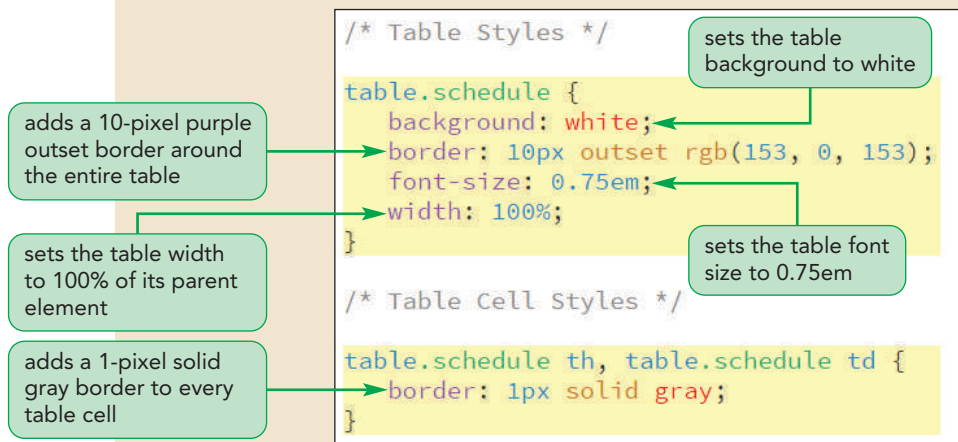 /* Table Styles */
sets the table
background to white
table.schedule {
background: white;
adds a 10-pixel purple
outset border around
the entire table
border: 10px outset rgb(153, 0, 153);
font-size: 0.75em;
width: 100%;
}
sets the table width
to 100% of its parent
element
sets the table font
size to 0.75em
/* Table Cell Styles */
adds a 1-pixel solid
gray border to every
table cell
table.schedule th, table.schedule td {
border: 1px solid gray;
}